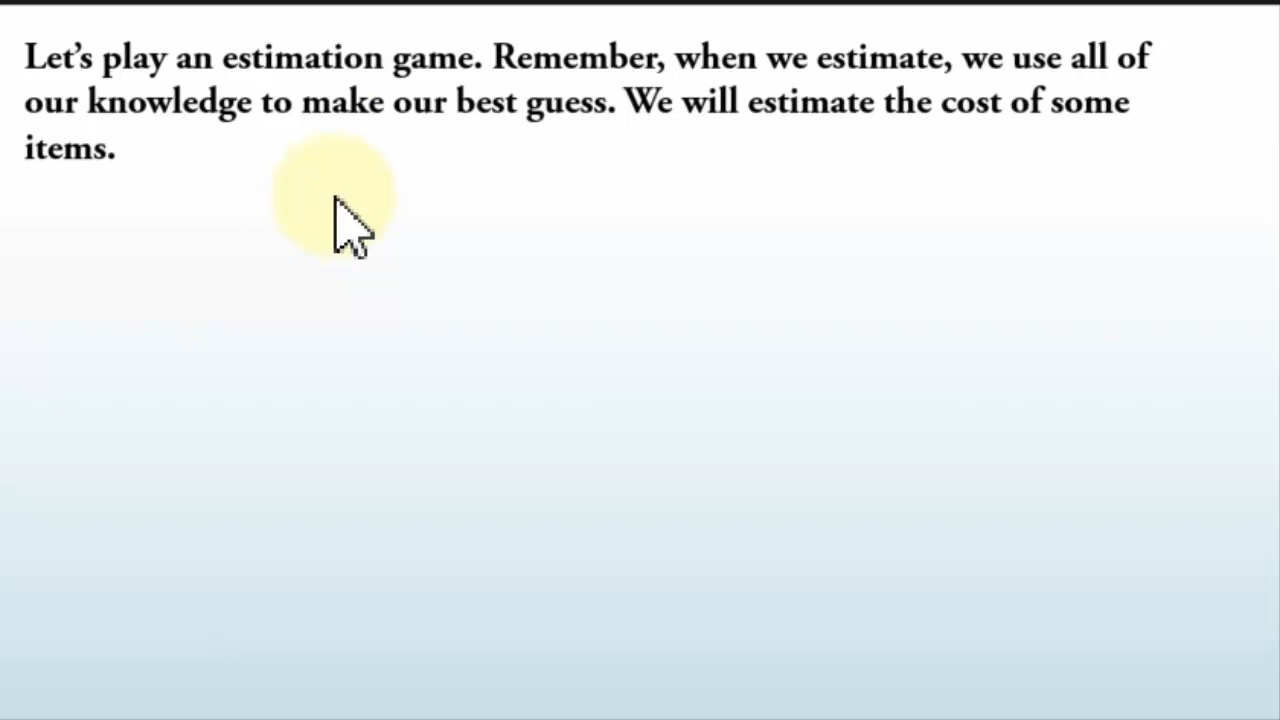 Let’s play an estimation game. Remember, when we estimate, we use all of
our knowledge to make our best guess. We will estimate the cost of some
items.